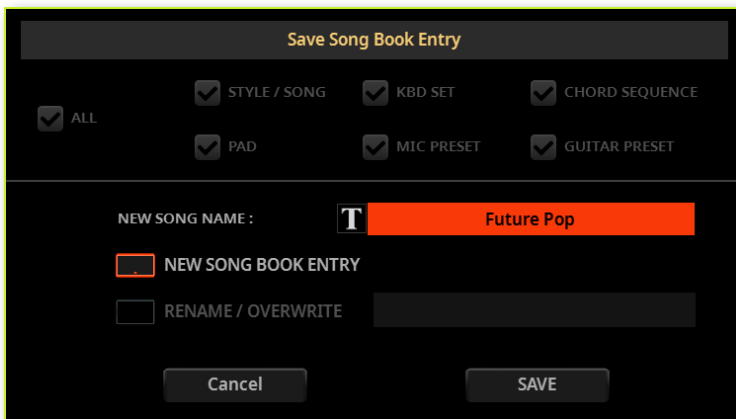 Save Song Book Entry
ALL
STYLE / SONG
KBD SET
CHORD SEQUENCE
PAD
MIC PRESET
GUITAR PRESET
NEW SONG NAME :
T
Future Pop
NEW SONG BOOK ENTRY
RENAME / OVERWRITE
Cancel
SAVE